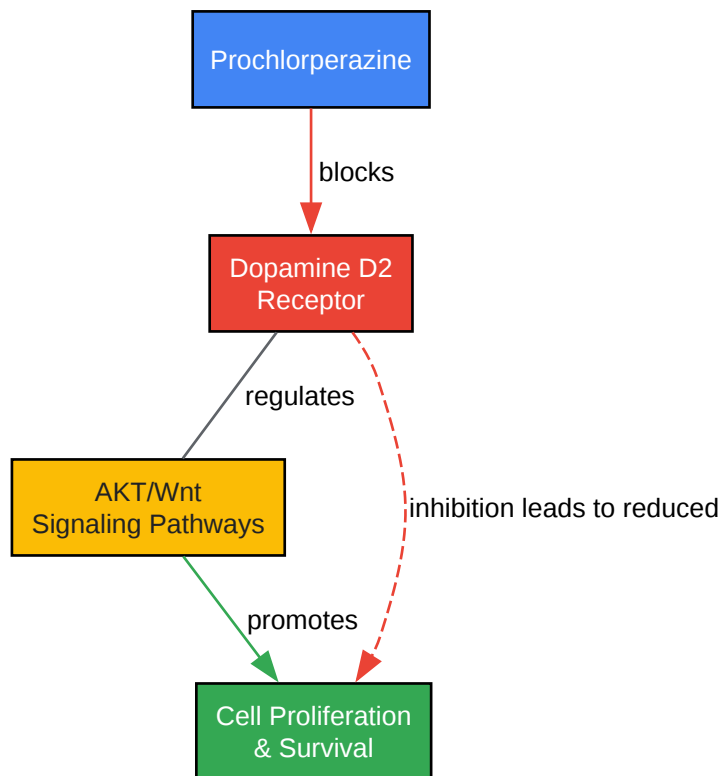 Prochlorperazine
blocks
Dopamine D2
Receptor
regulates
AKT/Wnt
Signaling Pathways
inhibition leads to reduced
promotes
Cell Proliferation
& Survival